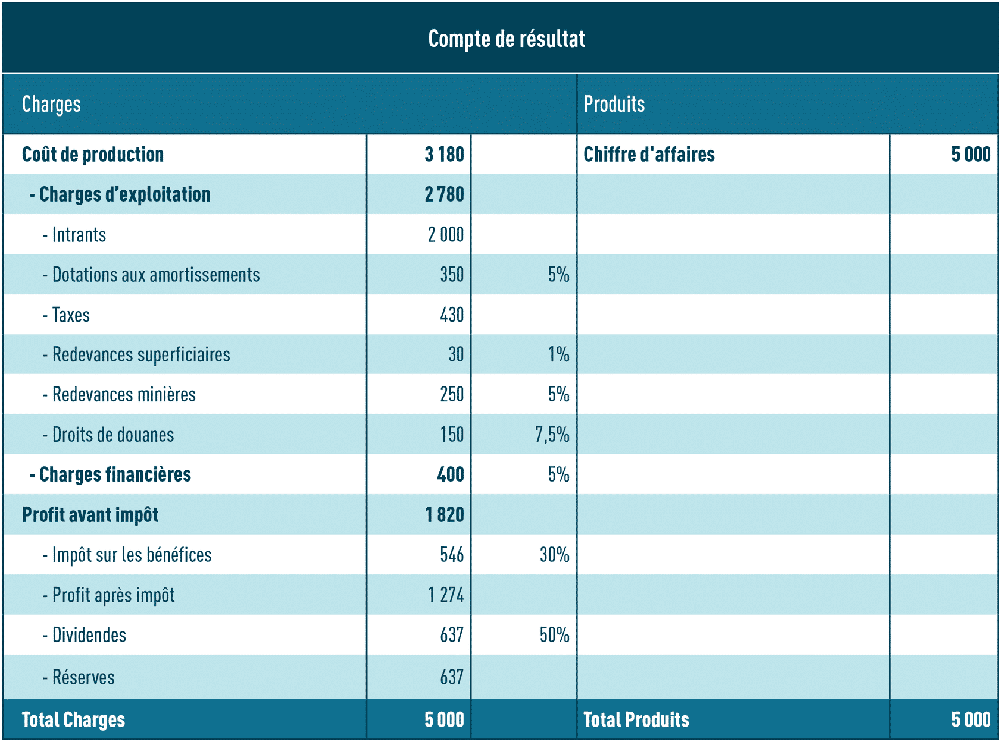 Compte de résultat
Charges Produits
Coût de production 3 180 Chiffre d'affaires 5 000
- Charges d’exploitation 2 780
- Intrants 2 000
- Dotations aux amortissements 350 5%
- Taxes 430
- Redevances superficiaires 30 1%
- Redevances minières 250 5%
- Droits de douanes 150 7,5%
- Charges financières 400 5%
Profit avant impôt 1 820
- Impôt sur les bénéfices 546 30%
- Profit après impôt 1 274
- Dividendes 637 50%
- Réserves 637
Total Charges 5 000 Total Produits 5 000